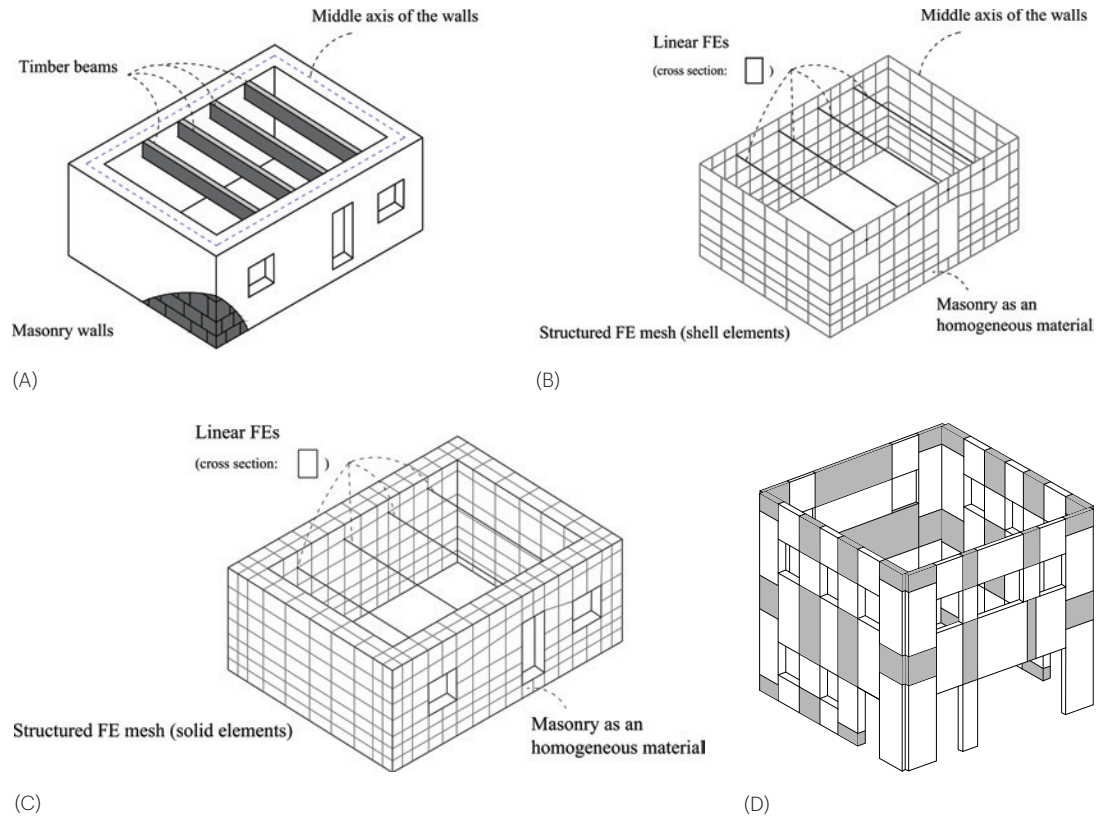 Middle axis of the walls
Timber beams
Masonry walls
(A)
Middle axis of the walls
Linear FEs
(cross section: )
Masonry as an
homogeneous material
Structured FE mesh (shell elements)
(B)
Linear FEs
(cross section: )
Structured FE mesh (solid elements)
Masonry as an
homogeneous material
(C)
(D)